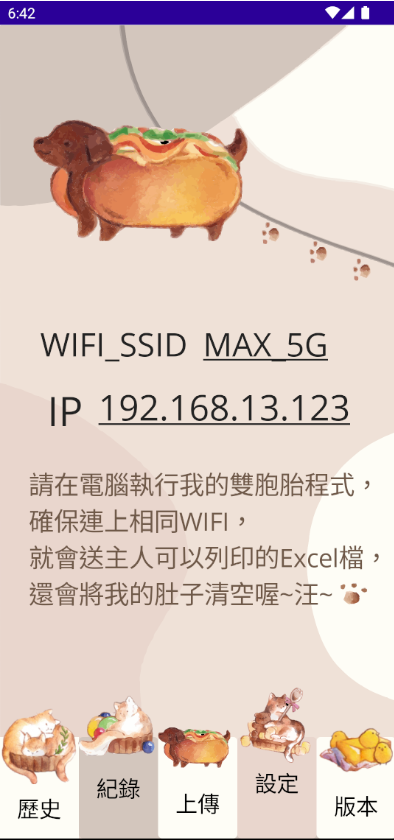 6:42
WIFI_SSID MAX_5G
IP 192.168.13.123
請在電腦執行我的雙胞胎程式，
確保連上相同WIFI，
就會送主人可以列印的Excel檔，
還會將我的肚子清空喔~汪~
歷史 紀錄 上傳 設定 版本